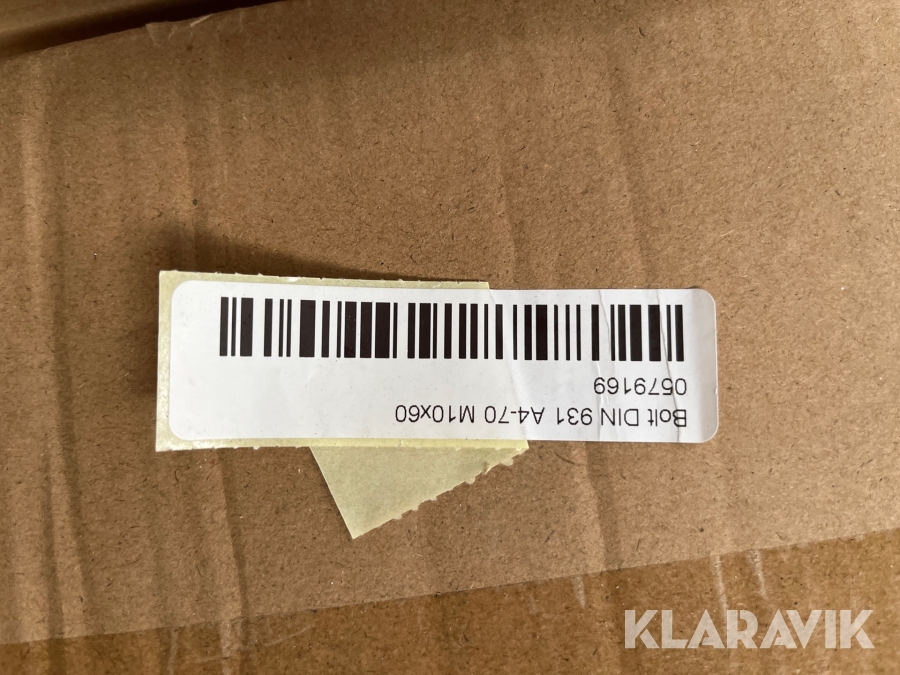 Bolt DIN 931 A4-70 M10x60
0579169
KLARAVIK